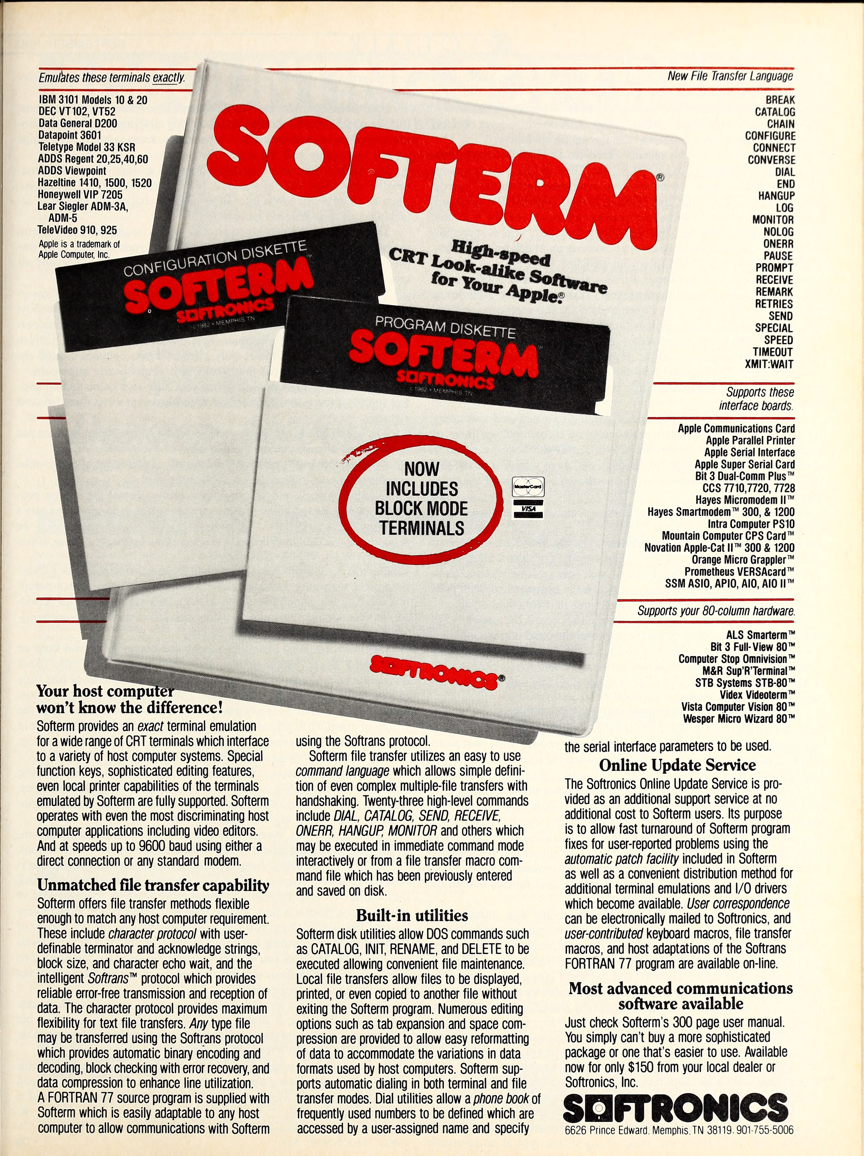 Emulates these terminals exactly.
IBM 3101 Models 10 & 20
DEC VT102, VT52
Data General D200
Datapoint 3601
Teletype Model 33 KSR
ADDS Regent 20,25,40,60
ADDS Viewpoint
Hazeltine 1410, 1500, 1520
Honeywell VIP 7205
Lear Siegler ADM-3A,
ADM-5
TeleVideo 910, 925
Apple is a trademark of
Apple Computer, Inc.
SOFTERM®
High-speed
CRT Look-alike Software
for Your Apple.®
CONFIGURATION DISKETTE
SOFTERM™
SOFTRONICS
©1982 • MEMPHIS, TN
PROGRAM DISKETTE
SOFTERM™
SOFTRONICS
©1982 • MEMPHIS, TN
NOW
INCLUDES
BLOCK MODE
TERMINALS
MasterCard
VISA
SOFTRONICS®
New File Transfer Language
BREAK
CATALOG
CHAIN
CONFIGURE
CONNECT
CONVERSE
DIAL
END
HANGUP
LOG
MONITOR
NOLOG
ONERR
PAUSE
PROMPT
RECEIVE
REMARK
RETRIES
SEND
SPECIAL
SPEED
TIMEOUT
XMIT:WAIT
Supports these
interface boards.
Apple Communications Card
Apple Parallel Printer
Apple Serial Interface
Apple Super Serial Card
Bit 3 Dual-Comm Plus™
CCS 7710,7720, 7728
Hayes Micromodem II™
Hayes Smartmodem™ 300, & 1200
Intra Computer PS10
Mountain Computer CPS Card™
Novation Apple-Cat II™ 300 & 1200
Orange Micro Grappler™
Prometheus VERSAcard™
SSM ASIO, APIO, AIO, AIO II™
Supports your 80-column hardware.
ALS Smarterm™
Bit 3 Full-View 80™
Computer Stop Omnivision™
M&R Sup'R'Terminal™
STB Systems STB-80™
Videx Videoterm™
Vista Computer Vision 80™
Wesper Micro Wizard 80™
Your host computer
won't know the difference!
Softerm provides an exact terminal emulation
for a wide range of CRT terminals which interface
to a variety of host computer systems. Special
function keys, sophisticated editing features,
even local printer capabilities of the terminals
emulated by Softerm are fully supported. Softerm
operates with even the most discriminating host
computer applications including video editors.
And at speeds up to 9600 baud using either a
direct connection or any standard modem.
Unmatched file transfer capability
Softerm offers file transfer methods flexible
enough to match any host computer requirement.
These include character protocol with user-
definable terminator and acknowledge strings,
block size, and character echo wait, and the
intelligent Softrans™ protocol which provides
reliable error-free transmission and reception of
data. The character protocol provides maximum
flexibility for text file transfers. Any type file
may be transferred using the Softrans protocol
which provides automatic binary encoding and
decoding, block checking with error recovery, and
data compression to enhance line utilization.
A FORTRAN 77 source program is supplied with
Softerm which is easily adaptable to any host
computer to allow communications with Softerm
using the Softrans protocol.
Softerm file transfer utilizes an easy to use
command language which allows simple defini-
tion of even complex multiple-file transfers with
handshaking. Twenty-three high-level commands
include DIAL, CATALOG, SEND, RECEIVE,
ONERR, HANGUP, MONITOR and others which
may be executed in immediate command mode
interactively or from a file transfer macro com-
mand file which has been previously entered
and saved on disk.
Built-in utilities
Softerm disk utilities allow DOS commands such
as CATALOG, INIT, RENAME, and DELETE to be
executed allowing convenient file maintenance.
Local file transfers allow files to be displayed,
printed, or even copied to another file without
exiting the Softerm program. Numerous editing
options such as tab expansion and space com-
pression are provided to allow easy reformatting
of data to accommodate the variations in data
formats used by host computers. Softerm sup-
ports automatic dialing in both terminal and file
transfer modes. Dial utilities allow a phone book of
frequently used numbers to be defined which are
accessed by a user-assigned name and specify
the serial interface parameters to be used.
Online Update Service
The Softronics Online Update Service is pro-
vided as an additional support service at no
additional cost to Softerm users. Its purpose
is to allow fast turnaround of Softerm program
fixes for user-reported problems using the
automatic patch facility included in Softerm
as well as a convenient distribution method for
additional terminal emulations and I/O drivers
which become available. User correspondence
can be electronically mailed to Softronics, and
user-contributed keyboard macros, file transfer
macros, and host adaptations of the Softrans
FORTRAN 77 program are available on-line.
Most advanced communications
software available
Just check Softerm's 300 page user manual.
You simply can't buy a more sophisticated
package or one that's easier to use. Available
now for only $150 from your local dealer or
Softronics, Inc.
SOFTRONICS
6626 Prince Edward, Memphis, TN 38119. 901-755-5006